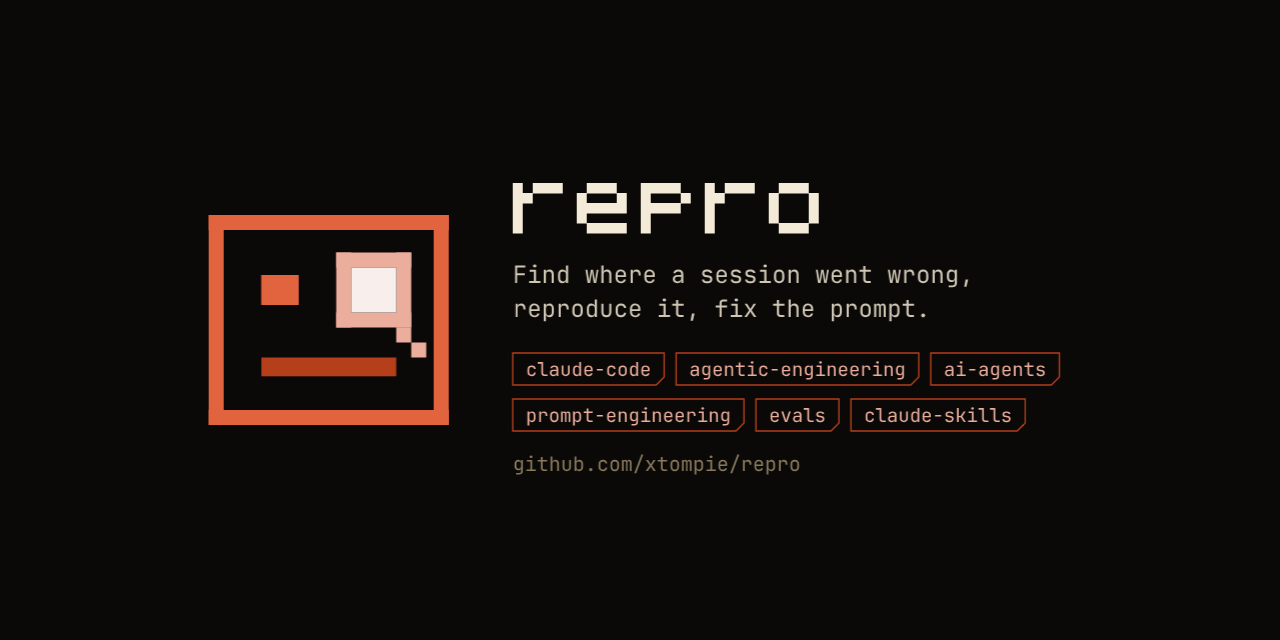 repro
Find where a session went wrong,
reproduce it, fix the prompt.
claude-code agentic-engineering ai-agents
prompt-engineering evals claude-skills
github.com/xtompie/repro